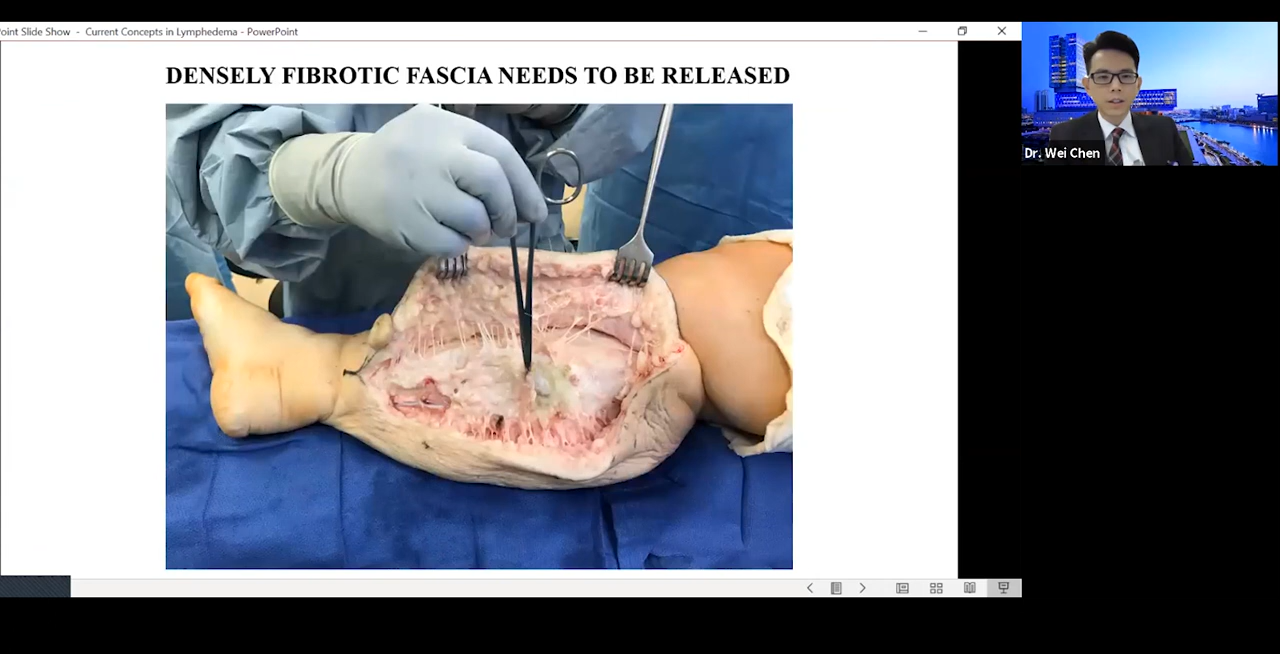 oint Slide Show - Current Concepts in Lymphedema - PowerPoint
DENSELY FIBROTIC FASCIA NEEDS TO BE RELEASED
Dr. Wei Chen